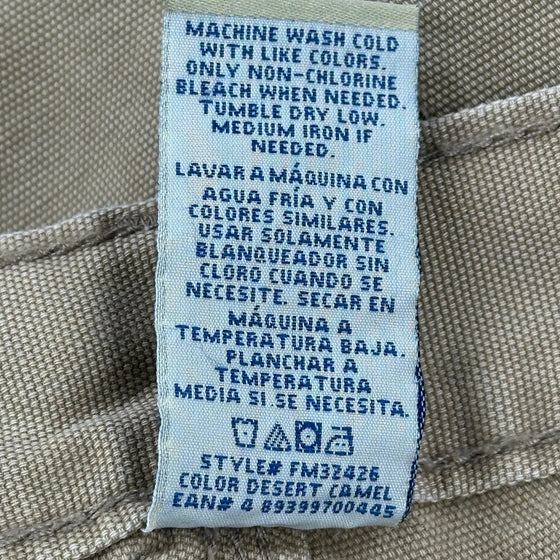 MACHINE WASH COLD
WITH LIKE COLORS.
ONLY NON-CHLORINE
BLEACH WHEN NEEDED.
TUMBLE DRY LOW.
MEDIUM IRON IF
NEEDED.
LAVAR A MÁQUINA CON
AGUA FRÍA Y CON
COLORES SIMILARES.
USAR SOLAMENTE
BLANQUEADOR SIN
CLORO CUANDO SE
NECESITE. SECAR EN
MÁQUINA A
TEMPERATURA BAJA.
PLANCHAR A
TEMPERATURA
MEDIA SI SE NECESITA.
STYLE# FM32426
COLOR DESERT CAMEL
EAN# 4 89399700445